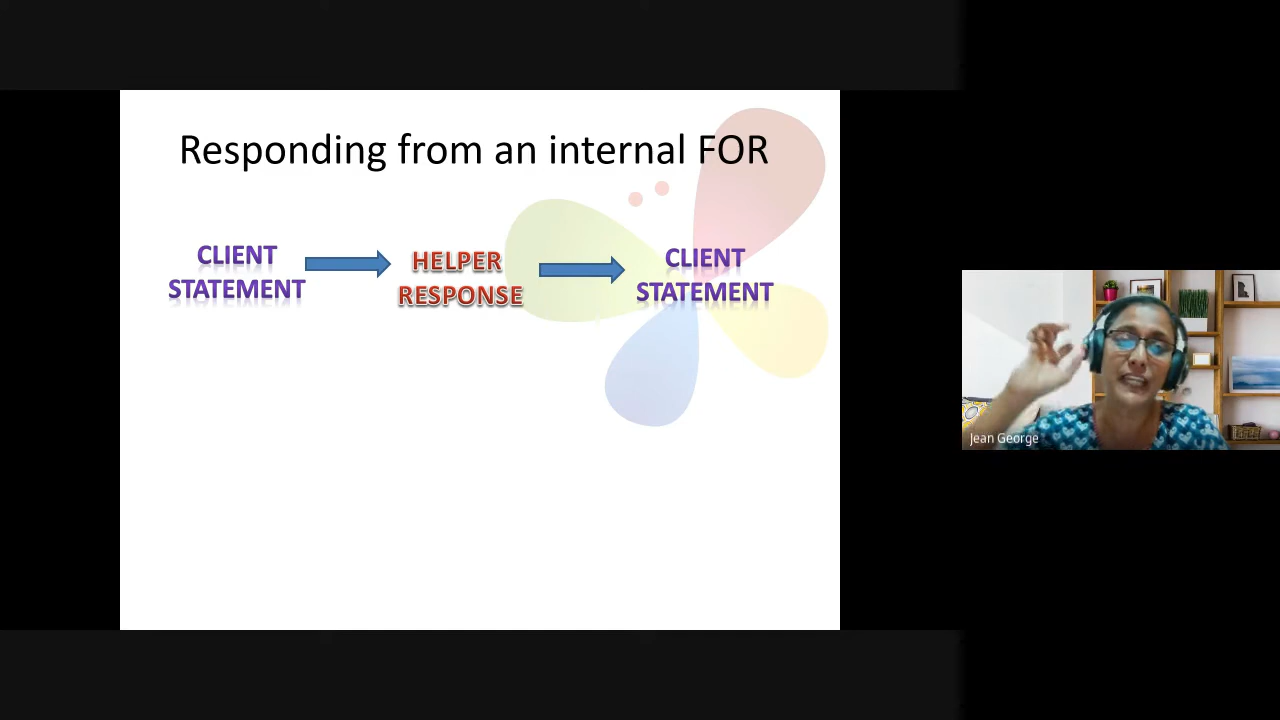 Responding from an internal FOR
CLIENT
STATEMENT
HELPER
RESPONSE
CLIENT
STATEMENT
Jean George